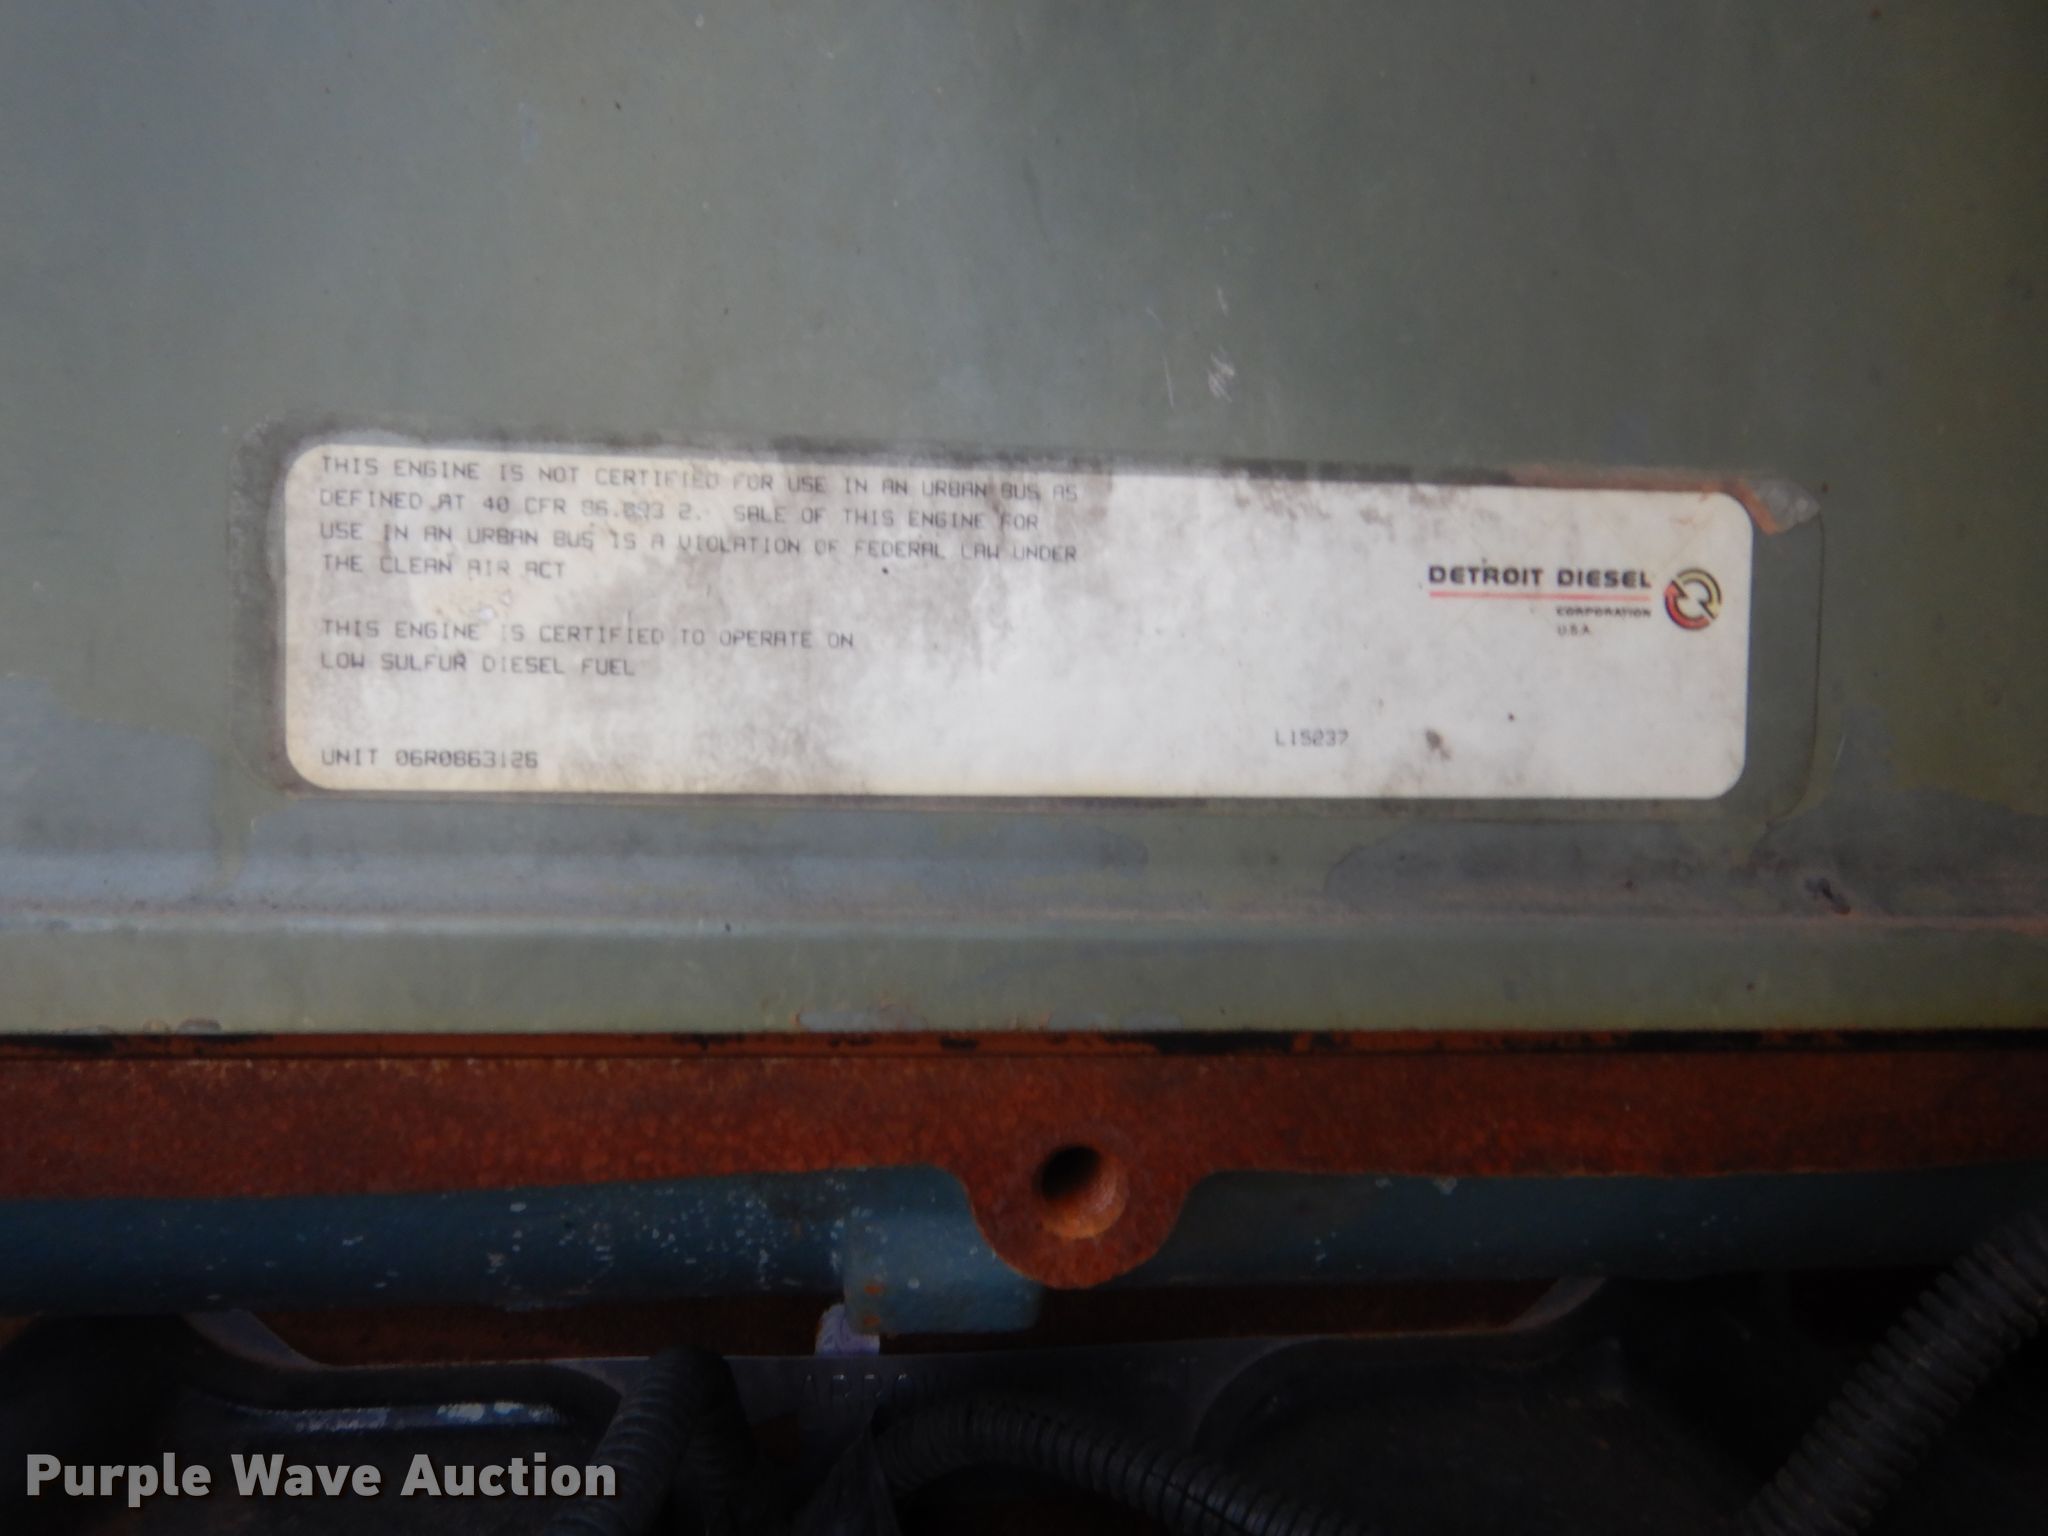 THIS ENGINE IS NOT CERTIFIED FOR USE IN AN URBAN BUS AS
DEFINED AT 40 CFR 86.093 2. SALE OF THIS ENGINE FOR
USE IN AN URBAN BUS IS A VIOLATION OF FEDERAL LAW UNDER
THE CLEAN AIR ACT
THIS ENGINE IS CERTIFIED TO OPERATE ON
LOW SULFUR DIESEL FUEL
UNIT 06R0863126
L15237
DETROIT DIESEL
CORPORATION
U.S.A.
Purple Wave Auction